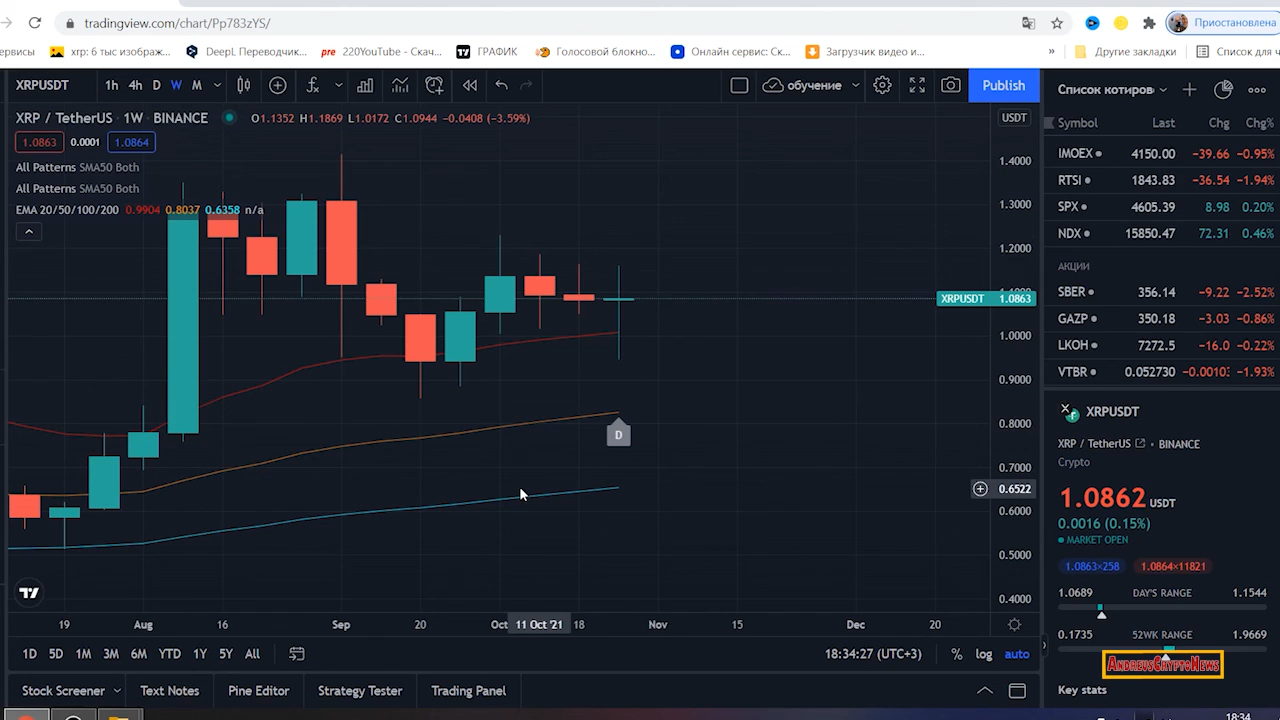 tradingview.com/chart/Pp783zYS/
Приостановлена
ервисы
xrp: 6 тыс изображ...
DeepL Переводчик...
pre 220YouTube - Скач...
ГРАФИК
Голосовой блокно...
Онлайн сервис: Ск...
Загрузчик видео и...
»
Другие закладки
Список для ч
XRPUSDT
1h 4h D W M
обучение
Publish
Список котиров
XRP / TetherUS · 1W · BINANCE
O1.1352 H1.1869 L1.0172 C1.0944 -0.0408 (-3.59%)
USDT
Symbol Last Chg Chg%
1.0863 0.0001 1.0864
All Patterns SMA50 Both
All Patterns SMA50 Both
EMA 20/50/100/200 0.9904 0.8037 0.6358 n/a
IMOEX 4150.00 -39.66 -0.95%
RTSI 1843.83 -36.54 -1.94%
SPX 4605.39 8.98 0.20%
NDX 15850.47 72.31 0.46%
АКЦИИ
SBER 356.14 -9.22 -2.52%
GAZP 350.18 -3.03 -0.86%
LKOH 7272.5 -16.0 -0.22%
VTBR 0.052730 -0.00103 -1.93%
1.4000
1.3000
1.2000
XRPUSDT 1.0863
1.0000
0.9000
0.8000
0.7000
0.6522
0.6000
0.5000
0.4000
D
XRPUSDT
XRP / TetherUS · BINANCE
Crypto
1.0862 USDT
0.0016 (0.15%)
MARKET OPEN
1.0863×258 1.0864×11821
1.0689 DAY'S RANGE 1.1544
0.1735 52WK RANGE 1.9669
ANDREUSCRYPTONEWS
Key stats
19 Aug 16 Sep 20 Oct 11 Oct '21 18 Nov 15 Dec 20
1D 5D 1M 3M 6M YTD 1Y 5Y All
18:34:27 (UTC+3) % log auto
Stock Screener Text Notes Pine Editor Strategy Tester Trading Panel
18:34